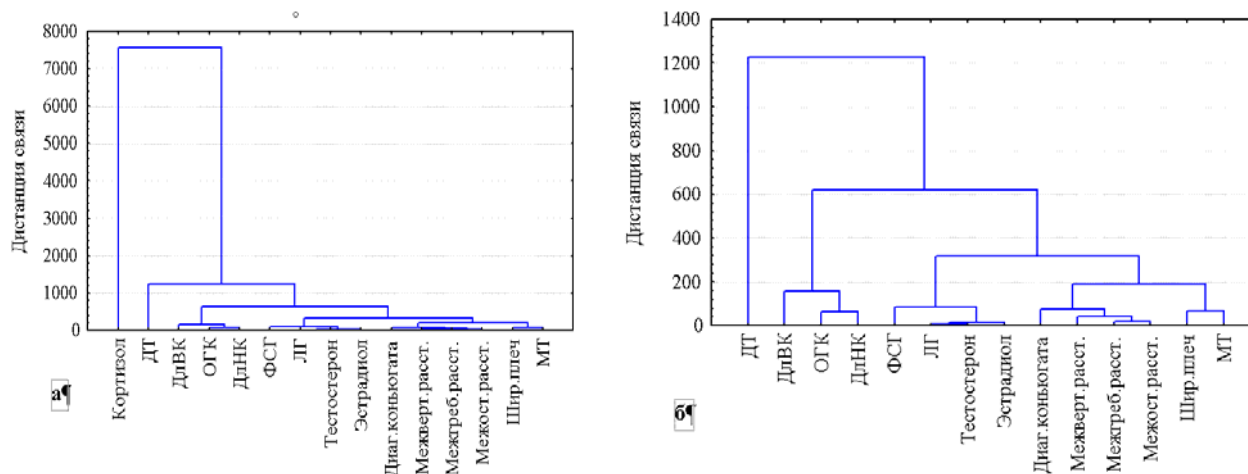 8000
7000
6000
5000
4000
3000
2000
1000
0
Дистанция связи
Кортизол
ДТ
ДлВК
ОГК
ДлНК
ФСГ
ЛГ
Тестостерон
Эстрадиол
Диаг.коньюгата
Межверт.расст.
Межгреб.расст.
Межост.расст.
Шир.плеч
МТ
а¶
1400
1200
1000
800
600
400
200
0
Дистанция связи
ДТ
ДлВК
ОГК
ДлНК
ФСГ
ЛГ
Тестостерон
Эстрадиол
Диаг.коньюгата
Межверт.расст.
Межгреб.расст.
Межост.расст.
Шир.плеч
МТ
б¶